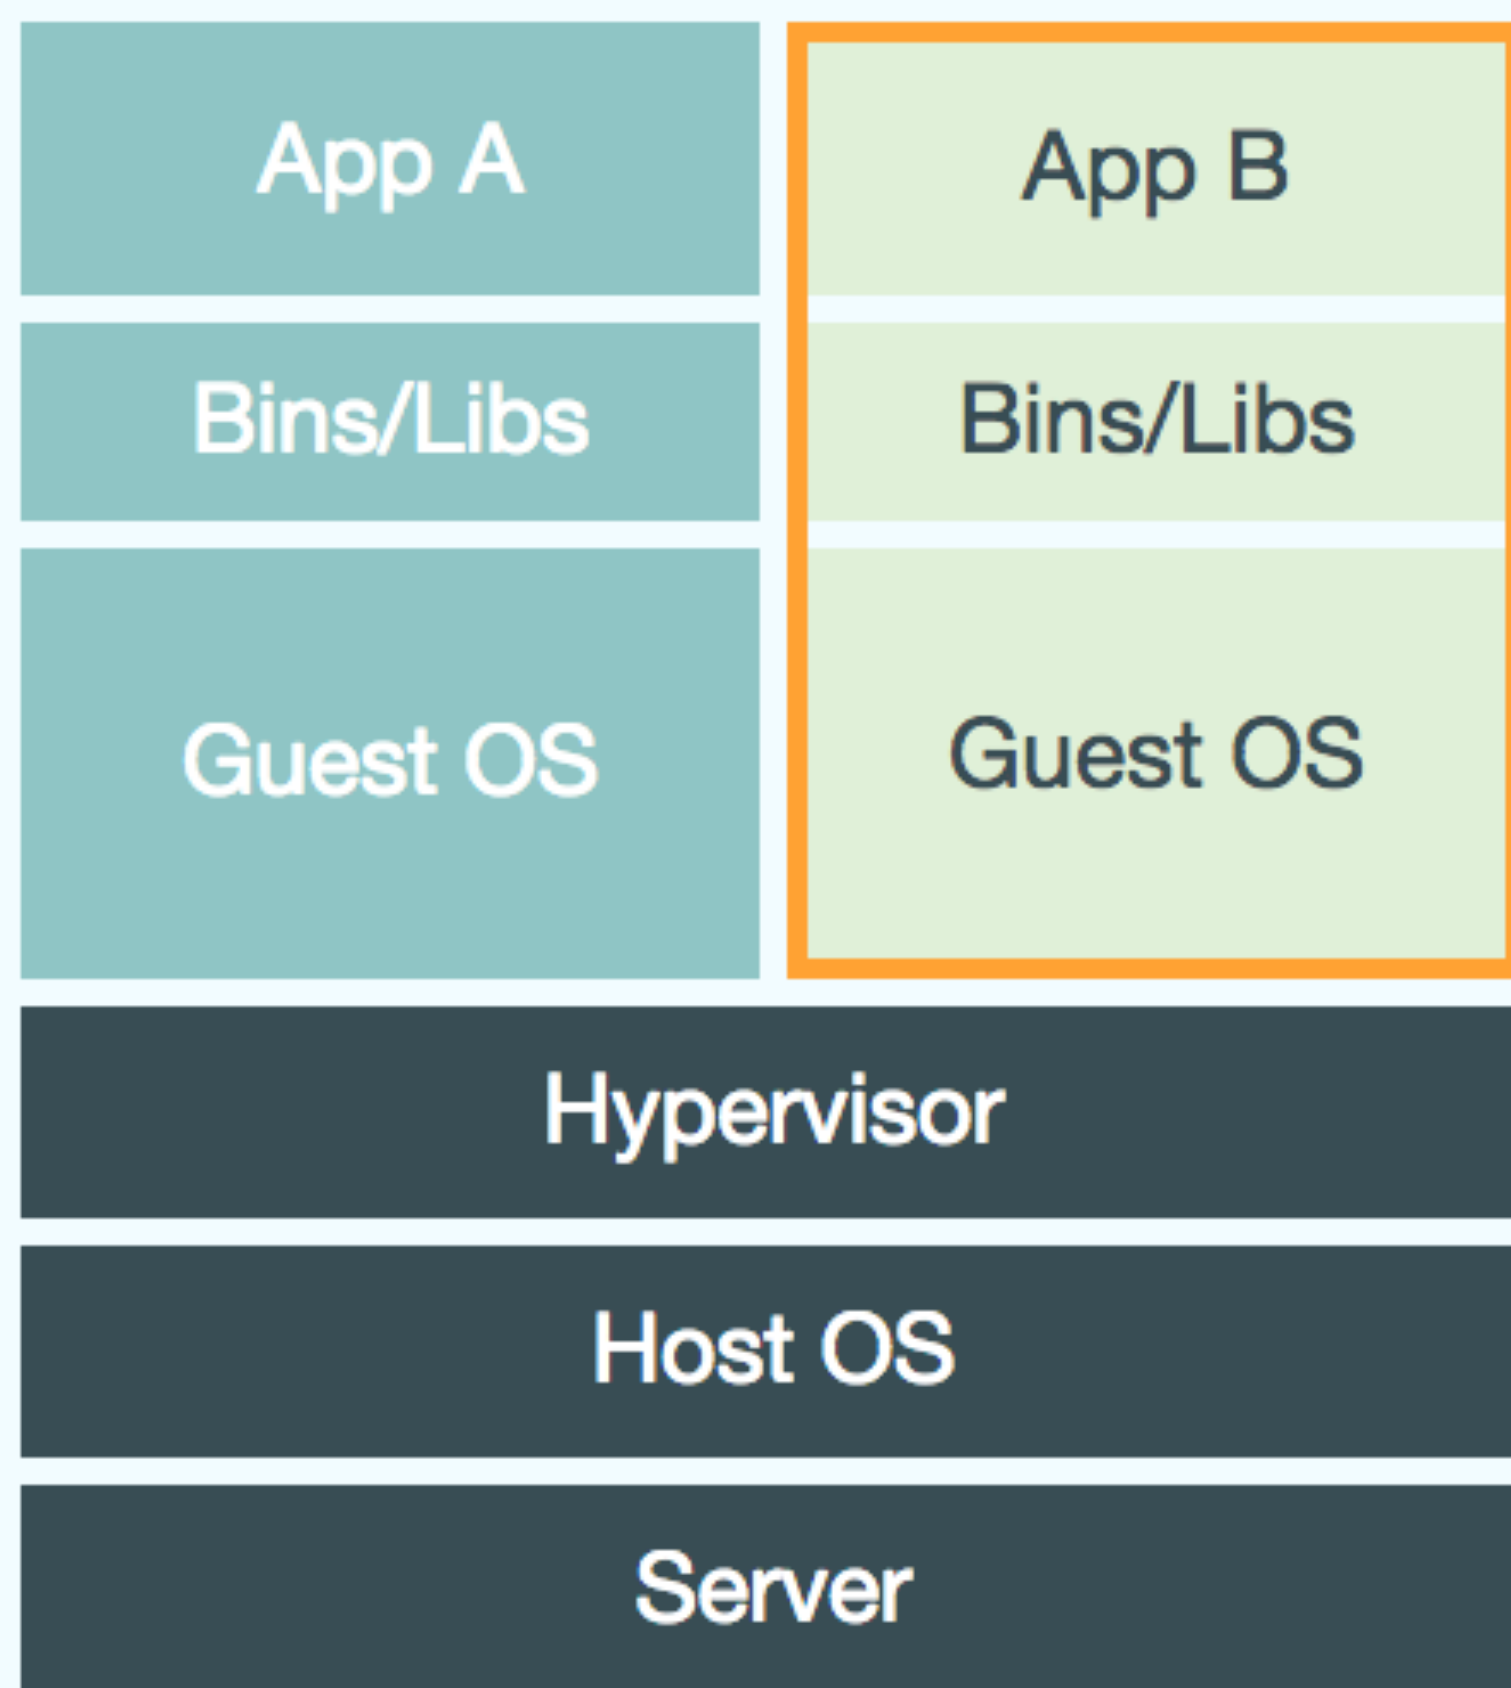 App A
App B
Bins/Libs
Bins/Libs
Guest OS
Guest OS
Hypervisor
Host OS
Server